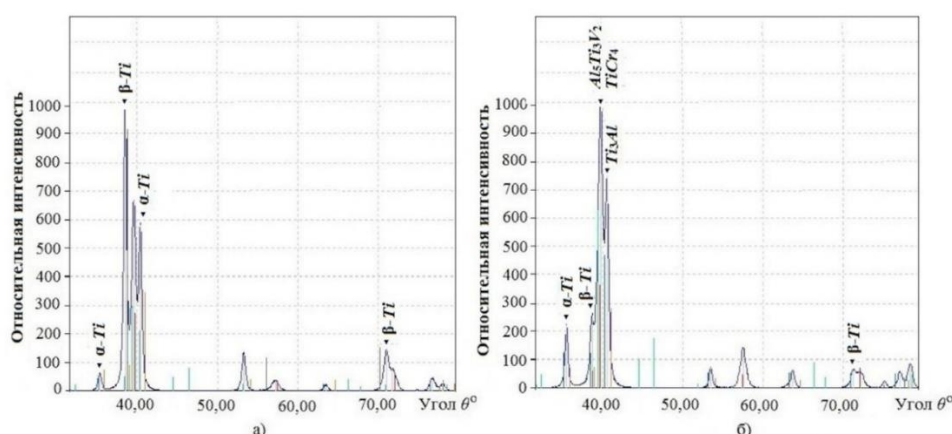 Относительная интенсивность
1000
900
800
700
600
500
400
300
200
100
0
α-Ti
β-Ti
α-Ti
β-Ti
40,00
50,00
60,00
70,00
Угол θ°
а)
Относительная интенсивность
1000
900
800
700
600
500
400
300
200
100
0
α-Ti
β-Ti
Al₅Ti₃V₂
TiCr₄
Ti₃Al
β-Ti
40,00
50,00
60,00
70,00
Угол θ°
б)